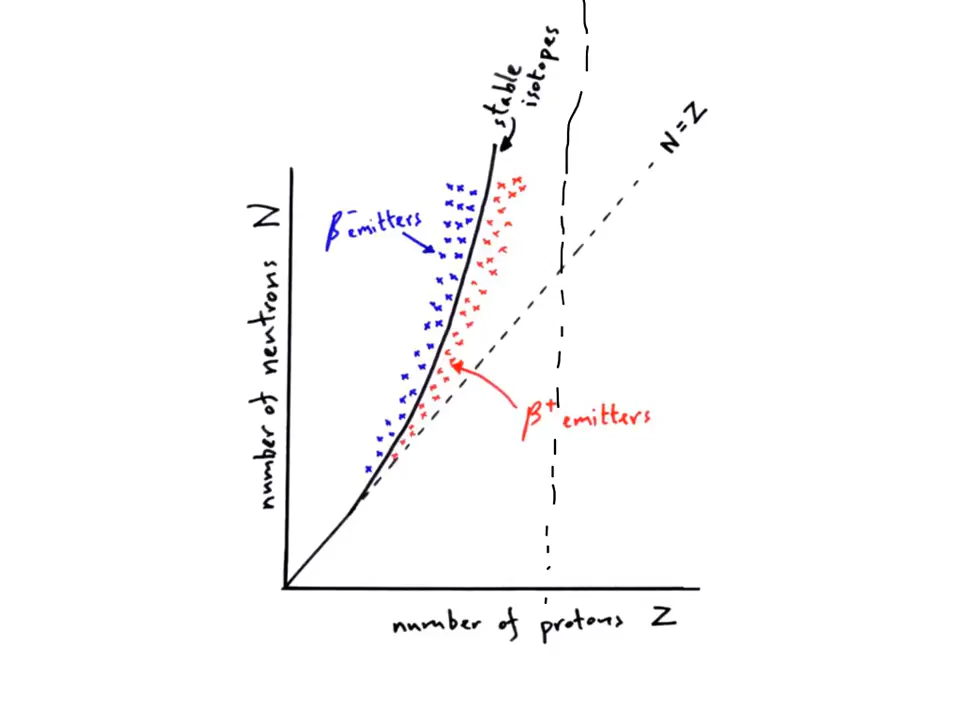 stable
isotopes
N = Z
N
number of neutrons
β⁻ emitters
β⁺ emitters
number of protons Z